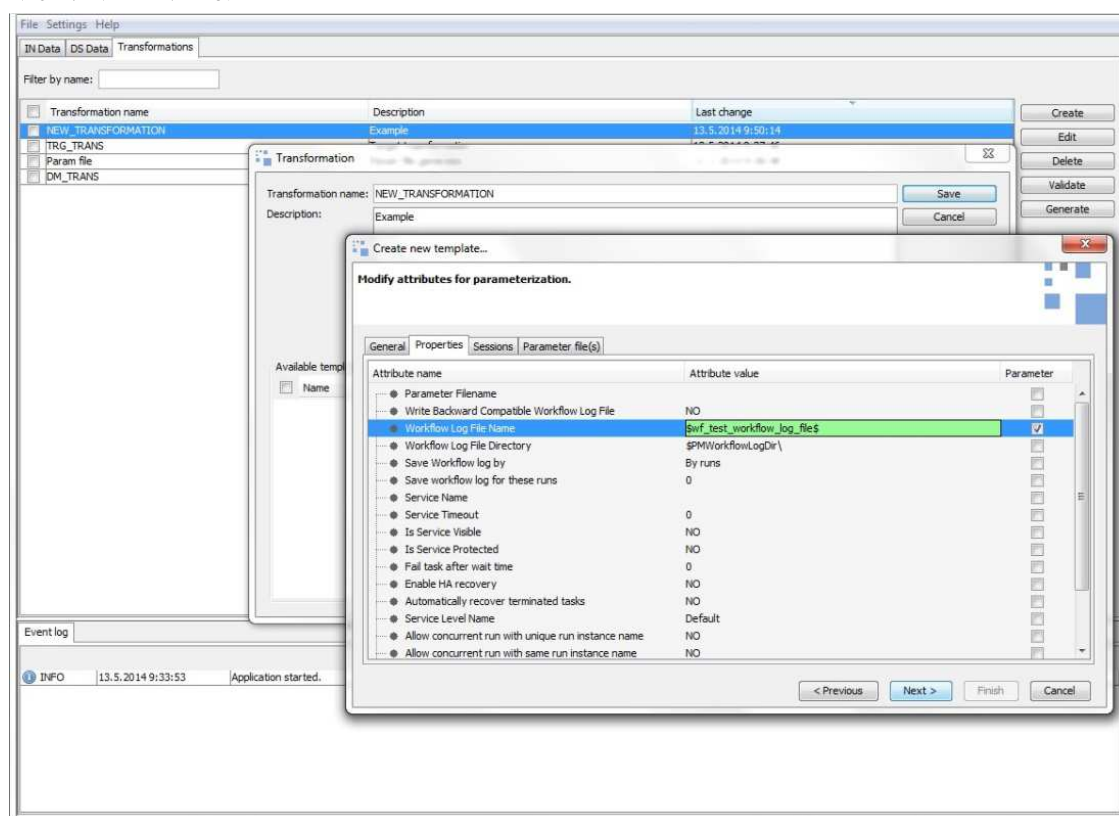 File Settings Help
IN Data DS Data Transformations
Filter by name:
Transformation name Description Last change
Create
NEW_TRANSFORMATION Example 13.5.2014 9:50:14
Edit
TRG_TRANS
Param file
DM_TRANS
Delete
Validate
Generate
Transformation
Transformation name: NEW_TRANSFORMATION Save
Description: Example Cancel
Available templ
Name
Create new template...
Modify attributes for parameterization.
General Properties Sessions Parameter file(s)
Attribute name Attribute value Parameter
Parameter Filename
Write Backward Compatible Workflow Log File NO
Workflow Log File Name $wf_test_workflow_log_file$
Workflow Log File Directory $PMWorkflowLogDir\
Save Workflow log by By runs
Save workflow log for these runs 0
Service Name
Service Timeout 0
Is Service Visible NO
Is Service Protected NO
Fail task after wait time 0
Enable HA recovery NO
Automatically recover terminated tasks NO
Service Level Name Default
Allow concurrent run with unique run instance name NO
Allow concurrent run with same run instance name NO
< Previous Next > Finish Cancel
Event log
INFO 13.5.2014 9:33:53 Application started.